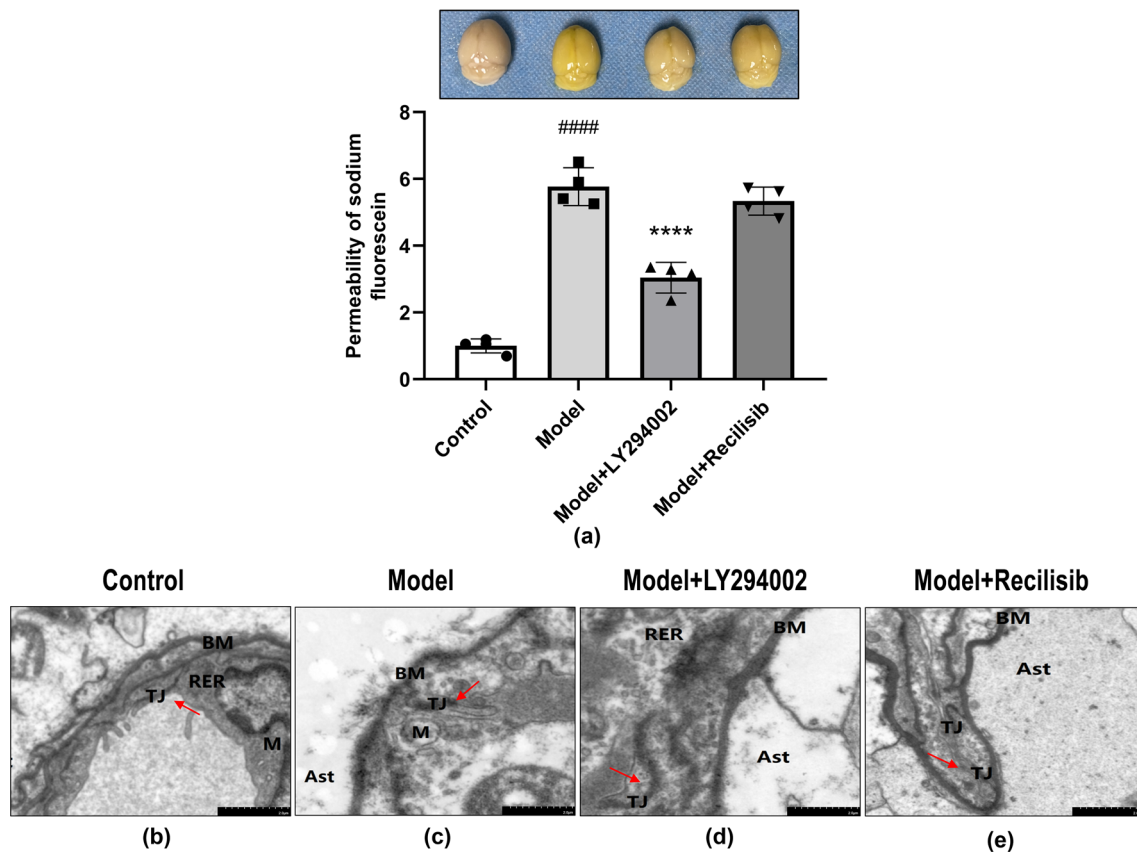 8
6
4
2
0
Permeability of sodium
fluorescein
####
****
Control
Model
Model+LY294002
Model+Recilisib
(a)
Control
Model
Model+LY294002
Model+Recilisib
BM
RER
TJ
M
BM
TJ
M
Ast
RER
BM
Ast
TJ
BM
Ast
TJ
TJ
(b)
(c)
(d)
(e)